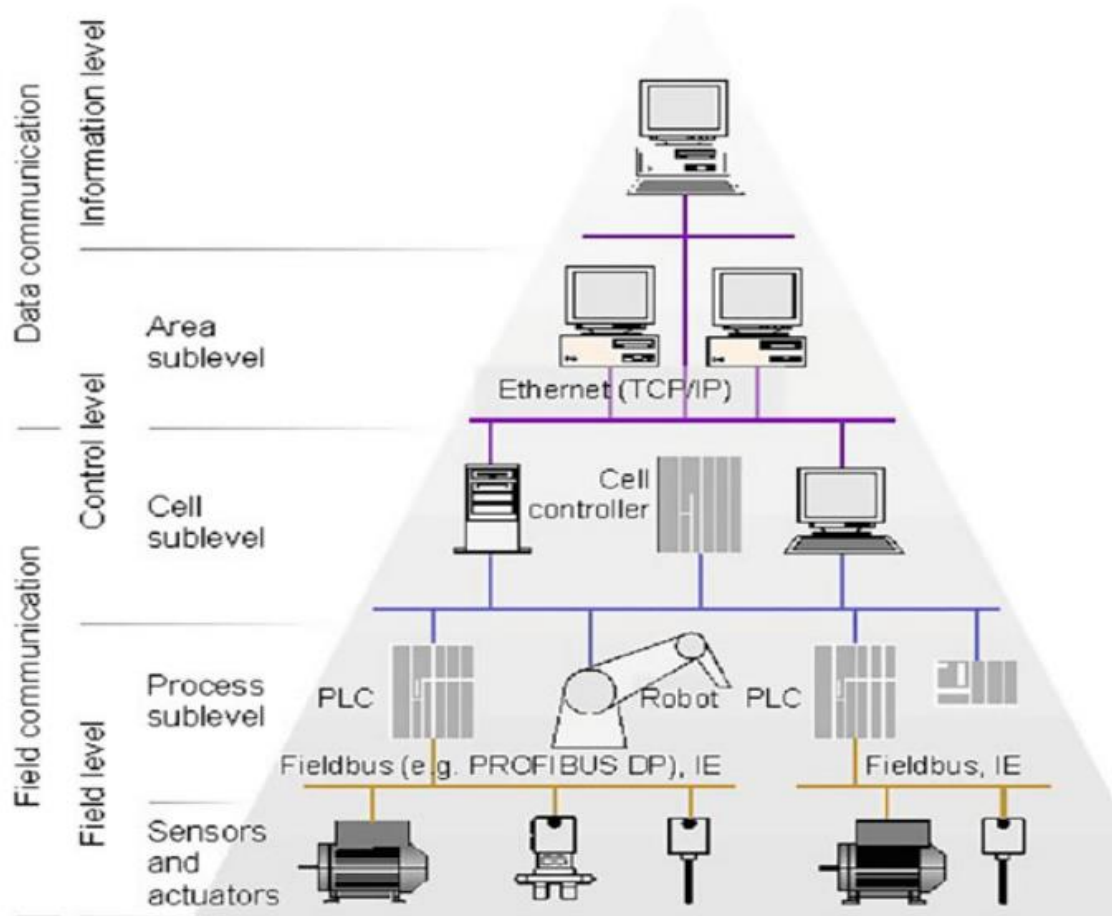 Data communication
Information level
Area
sublevel
Ethernet (TCP/IP)
Control level
Cell
sublevel
Cell
controller
Field communication
Process
sublevel
PLC
Robot
PLC
Fieldbus (e.g. PROFIBUS DP), IE
Fieldbus, IE
Field level
Sensors
and
actuators